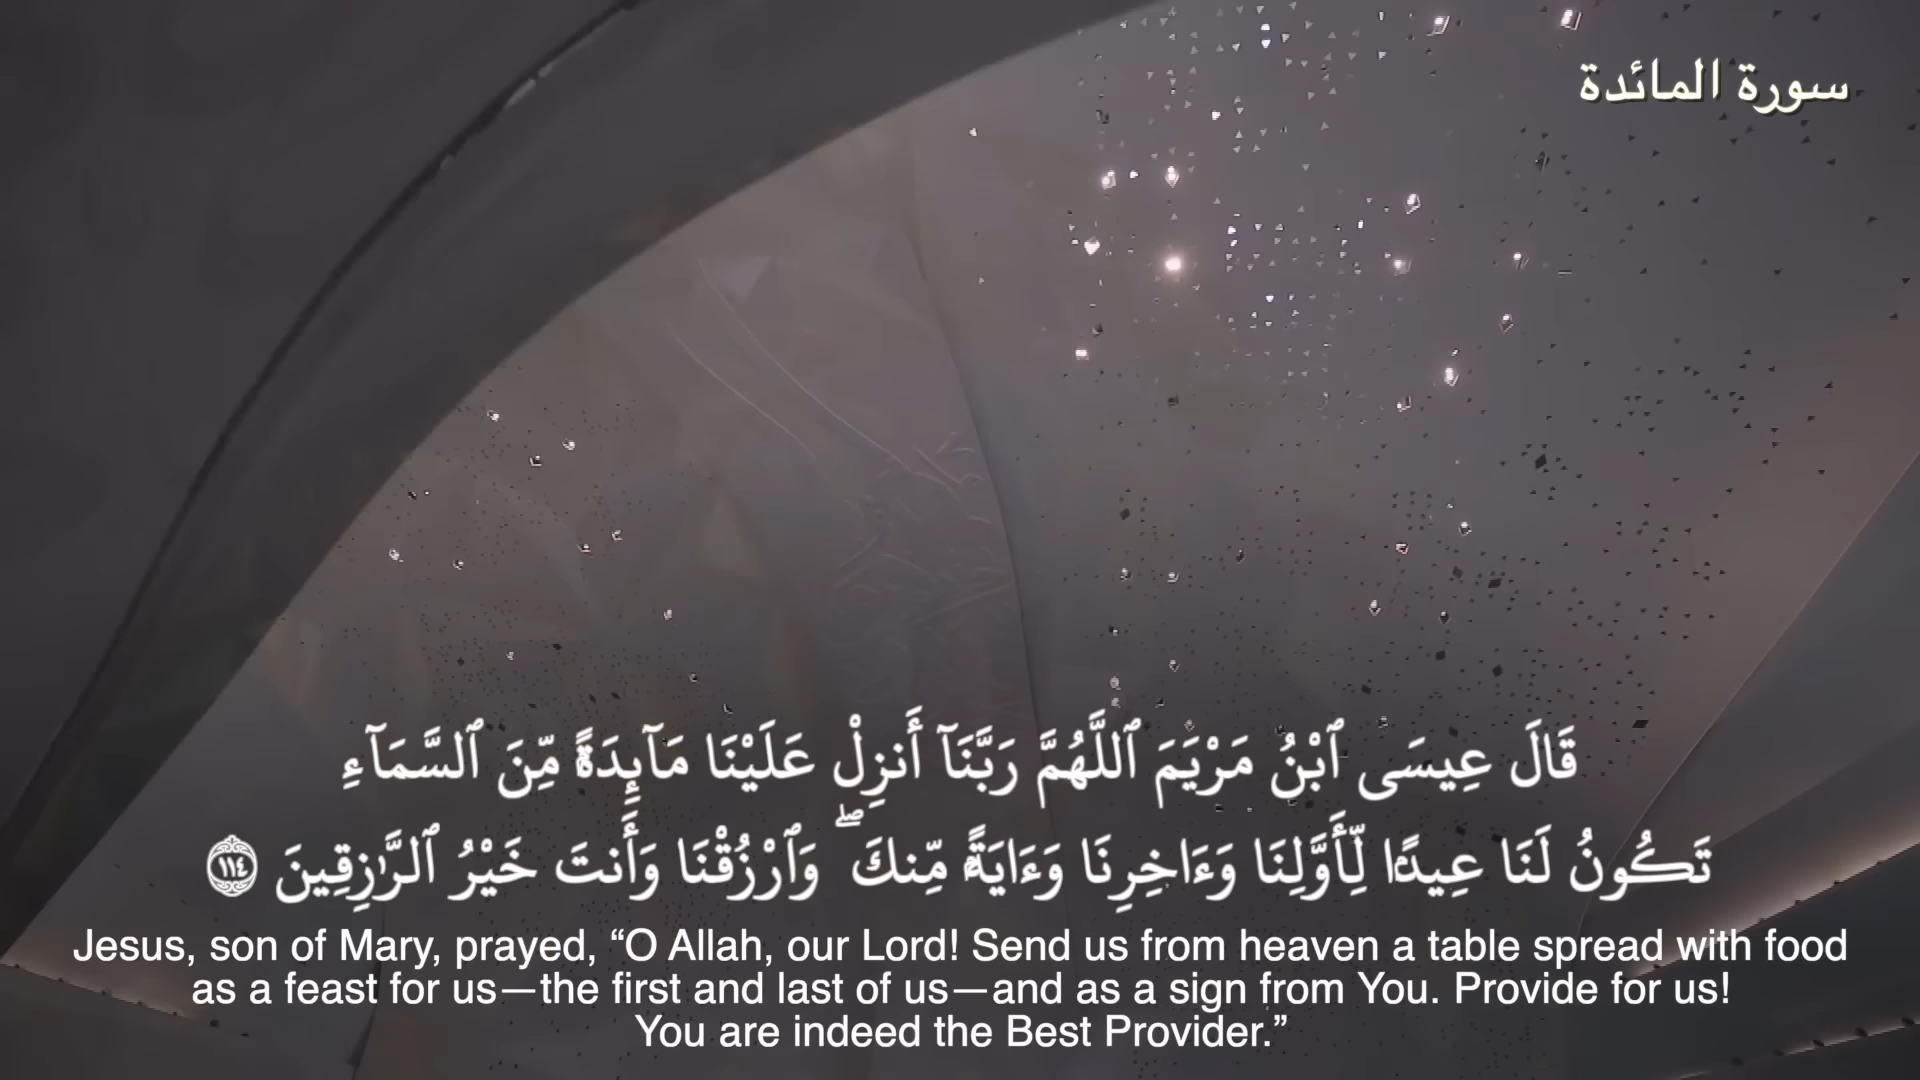 سورة المائدة
قَالَ عِيسَى ٱبْنُ مَرْيَمَ ٱللَّهُمَّ رَبَّنَآ أَنزِلْ عَلَيْنَا مَآئِدَةً مِّنَ ٱلسَّمَآءِ
تَكُونُ لَنَا عِيدًا لِّأَوَّلِنَا وَءَاخِرِنَا وَءَايَةً مِّنكَ ۖ وَٱرْزُقْنَا وَأَنتَ خَيْرُ ٱلرَّٰزِقِينَ ١١٤
Jesus, son of Mary, prayed, “O Allah, our Lord! Send us from heaven a table spread with food
as a feast for us—the first and last of us—and as a sign from You. Provide for us!
You are indeed the Best Provider.”